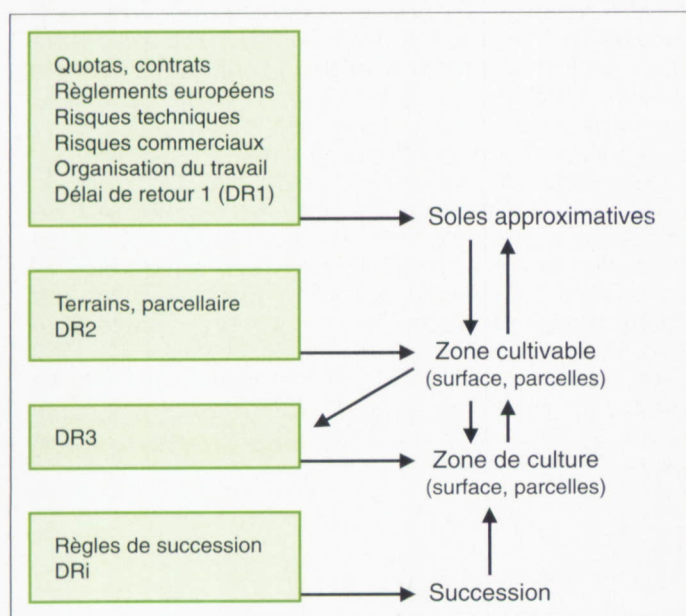 Quotas, contrats
Règlements européens
Risques techniques
Risques commerciaux
Organisation du travail
Délai de retour 1 (DR1)
Soles approximatives
Terrains, parcellaire
DR2
Zone cultivable
(surface, parcelles)
DR3
Zone de culture
(surface, parcelles)
Règles de succession
DRi
Succession